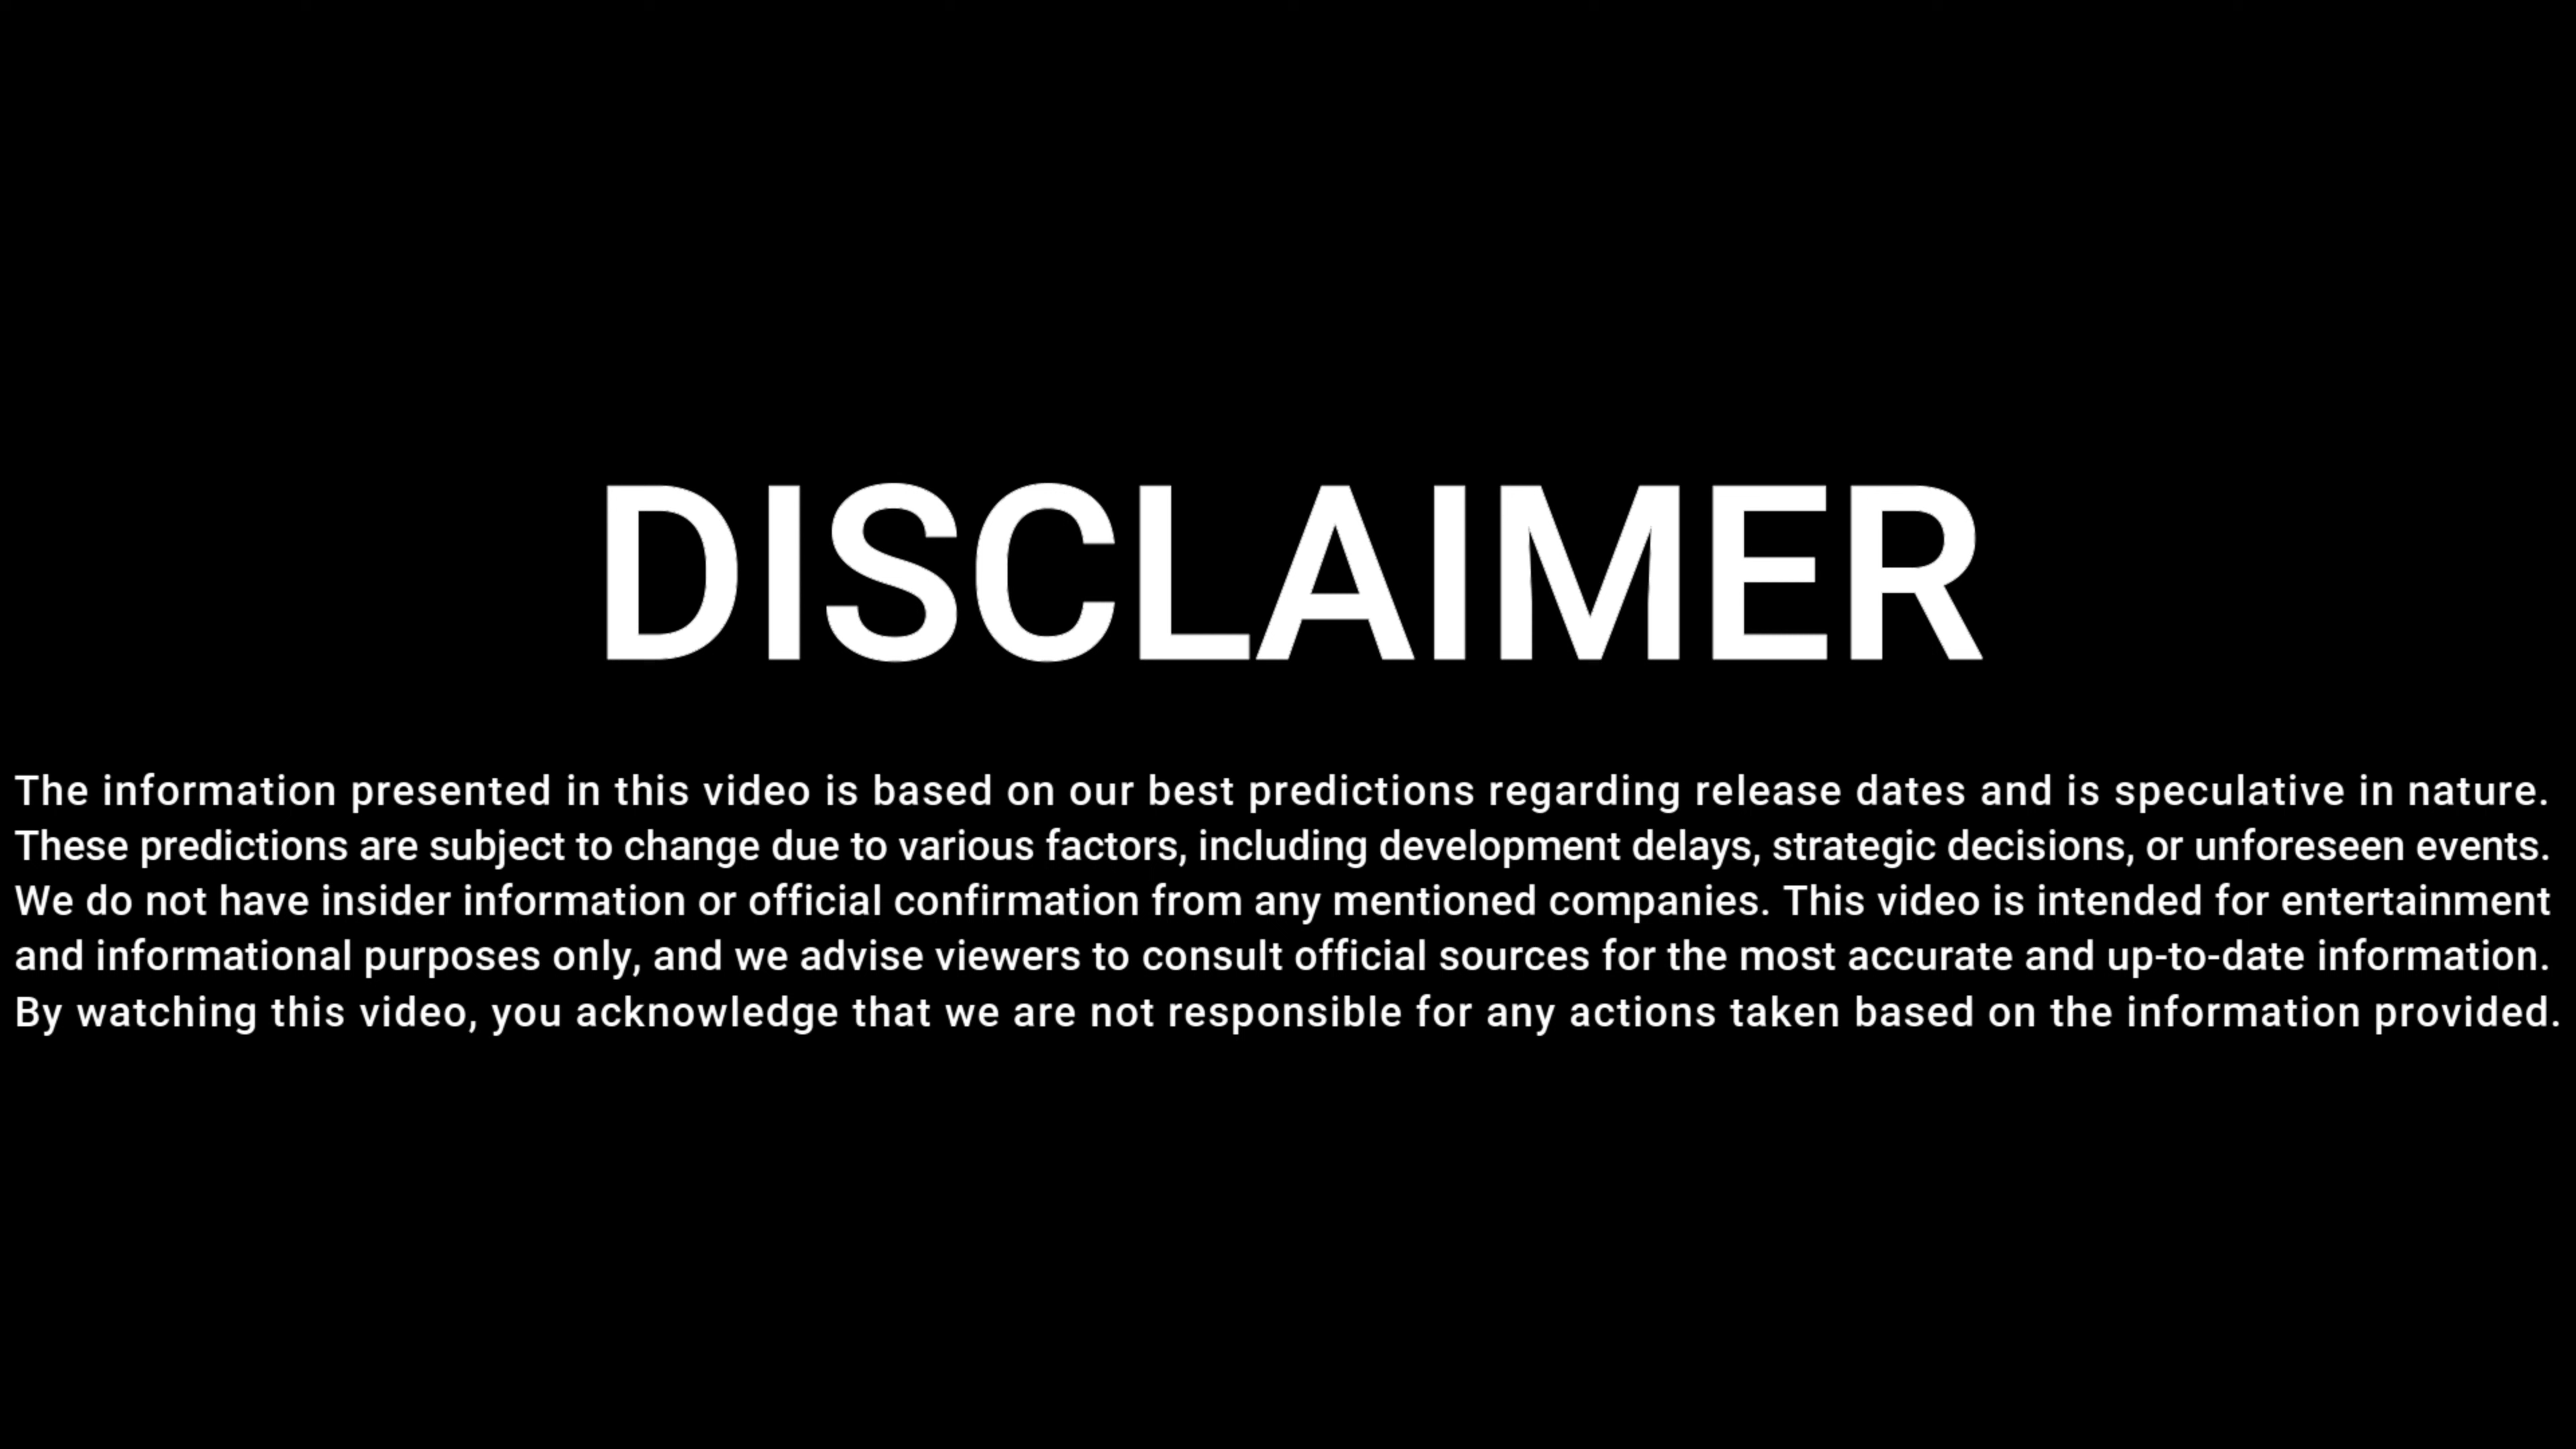 DISCLAIMER
The information presented in this video is based on our best predictions regarding release dates and is speculative in nature.
These predictions are subject to change due to various factors, including development delays, strategic decisions, or unforeseen events.
We do not have insider information or official confirmation from any mentioned companies. This video is intended for entertainment
and informational purposes only, and we advise viewers to consult official sources for the most accurate and up-to-date information.
By watching this video, you acknowledge that we are not responsible for any actions taken based on the information provided.